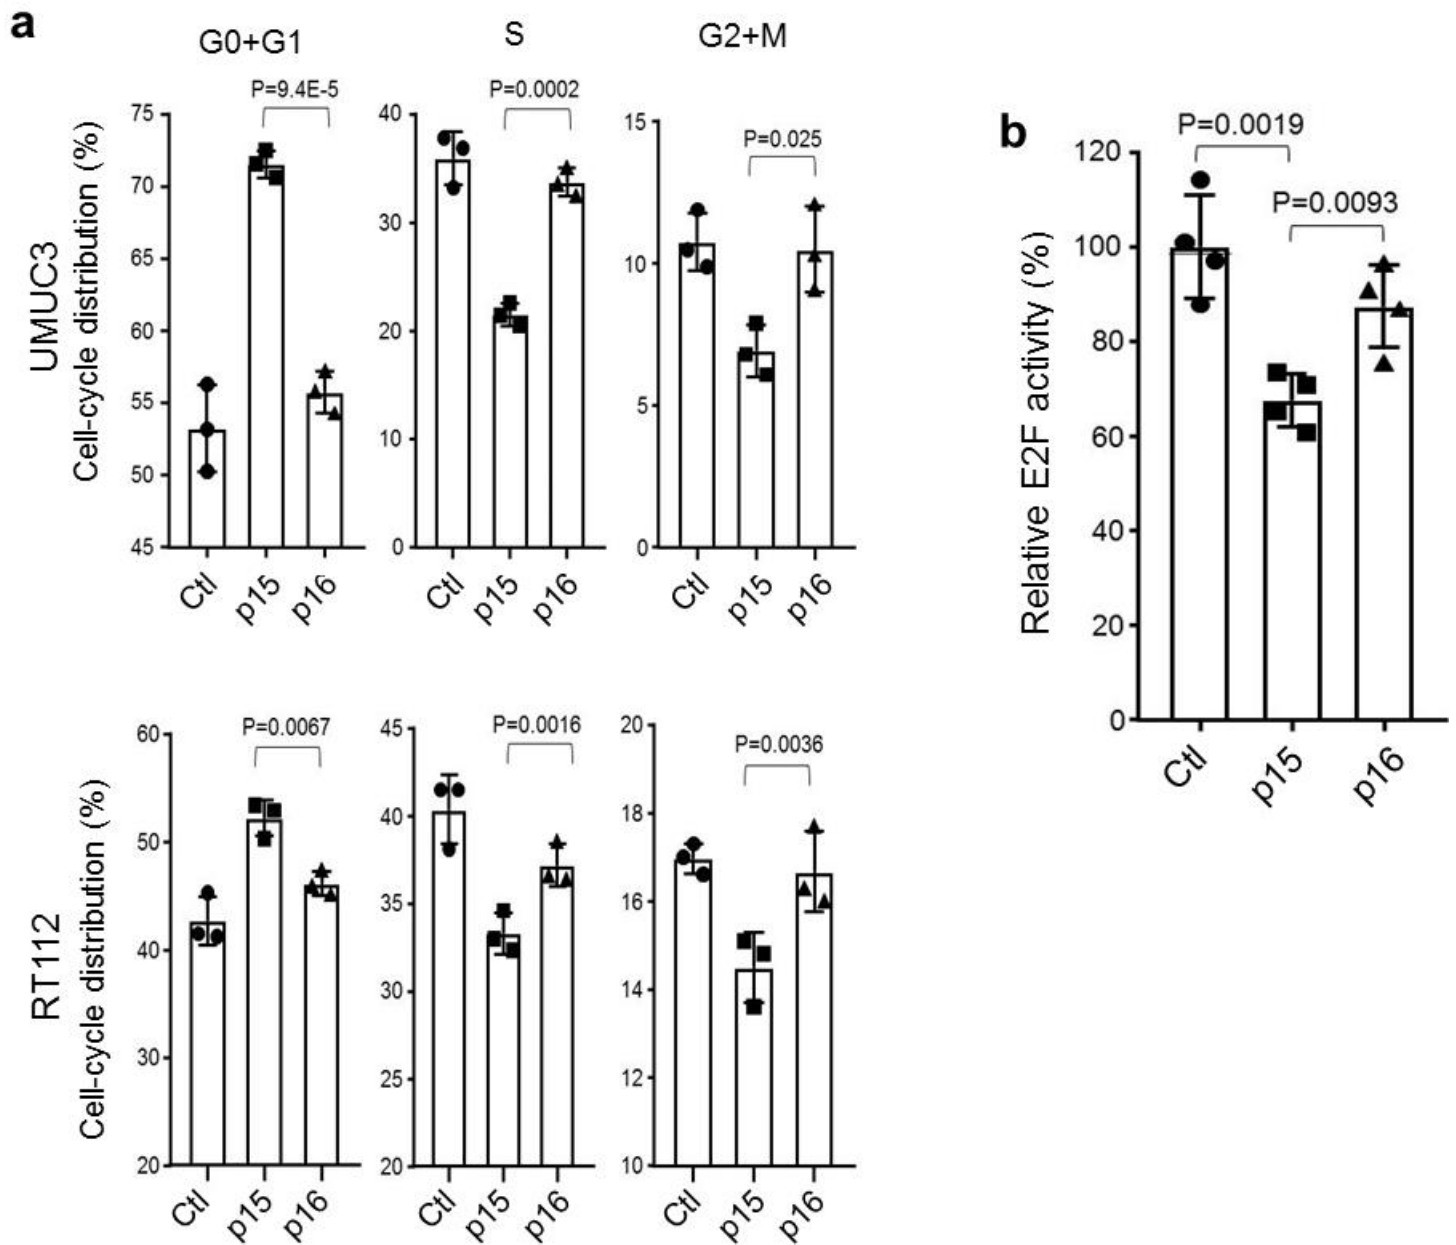 a
G0+G1
S
G2+M
UMUC3
Cell-cycle distribution (%)
P=9.4E-5
75
70
65
60
55
50
45
Ctl
p15
p16
P=0.0002
40
30
20
10
0
Ctl
p15
p16
P=0.025
15
10
5
0
Ctl
p15
p16
RT112
Cell-cycle distribution (%)
P=0.0067
60
50
40
30
20
Ctl
p15
p16
P=0.0016
45
40
35
30
25
20
Ctl
p15
p16
P=0.0036
20
18
16
14
12
10
Ctl
p15
p16
b
Relative E2F activity (%)
P=0.0019
P=0.0093
120
100
80
60
40
20
0
Ctl
p15
p16